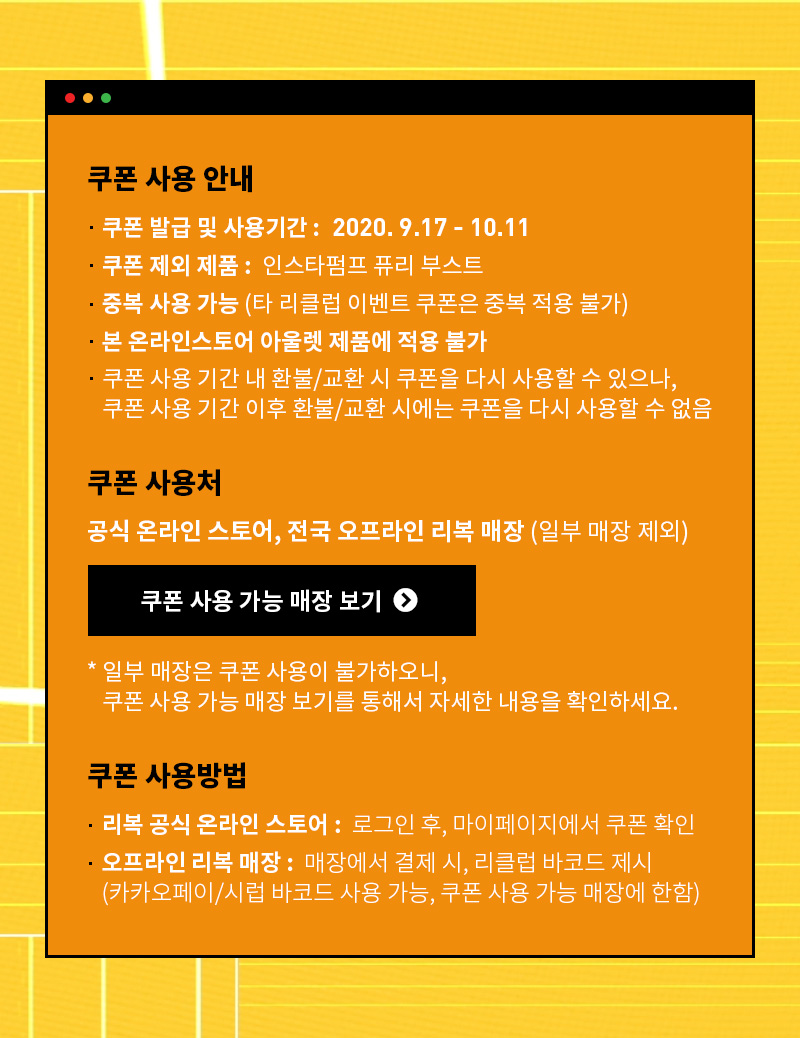 쿠폰 사용 안내
· 쿠폰 발급 및 사용기간 : 2020. 9.17 - 10.11
· 쿠폰 제외 제품 : 인스타펌프 퓨리 부스트
· 중복 사용 가능 (타 리클럽 이벤트 쿠폰은 중복 적용 불가)
· 본 온라인스토어 아울렛 제품에 적용 불가
· 쿠폰 사용 기간 내 환불/교환 시 쿠폰을 다시 사용할 수 있으나,
쿠폰 사용 기간 이후 환불/교환 시에는 쿠폰을 다시 사용할 수 없음
쿠폰 사용처
공식 온라인 스토어, 전국 오프라인 리복 매장 (일부 매장 제외)
쿠폰 사용 가능 매장 보기
* 일부 매장은 쿠폰 사용이 불가하오니,
쿠폰 사용 가능 매장 보기를 통해서 자세한 내용을 확인하세요.
쿠폰 사용방법
· 리복 공식 온라인 스토어 : 로그인 후, 마이페이지에서 쿠폰 확인
· 오프라인 리복 매장 : 매장에서 결제 시, 리클럽 바코드 제시
(카카오페이/시럽 바코드 사용 가능, 쿠폰 사용 가능 매장에 한함)